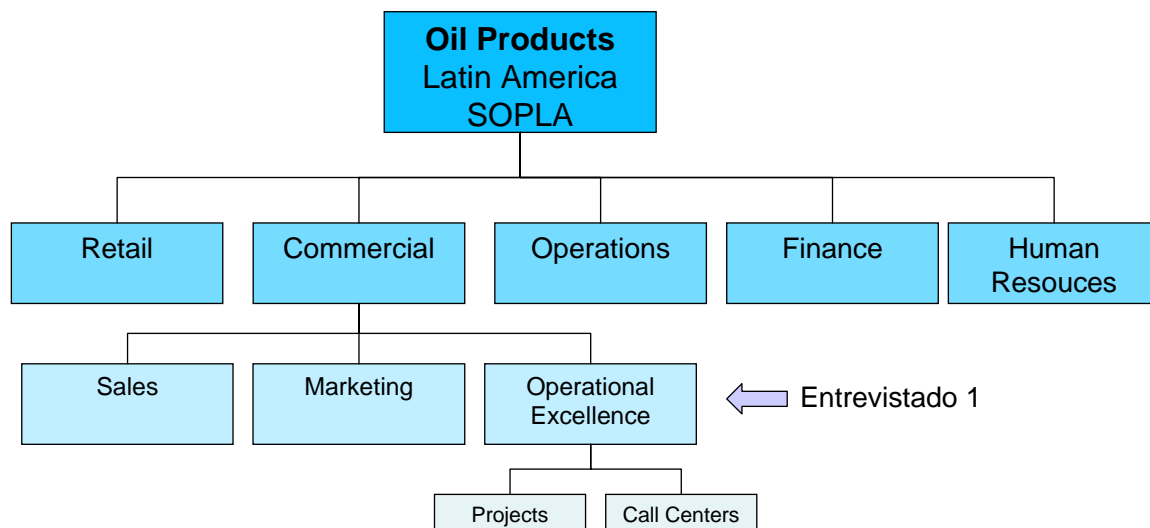 Oil Products
Latin America
SOPLA
Retail
Commercial
Operations
Finance
Human
Resouces
Sales
Marketing
Operational
Excellence
Entrevistado 1
Projects
Call Centers